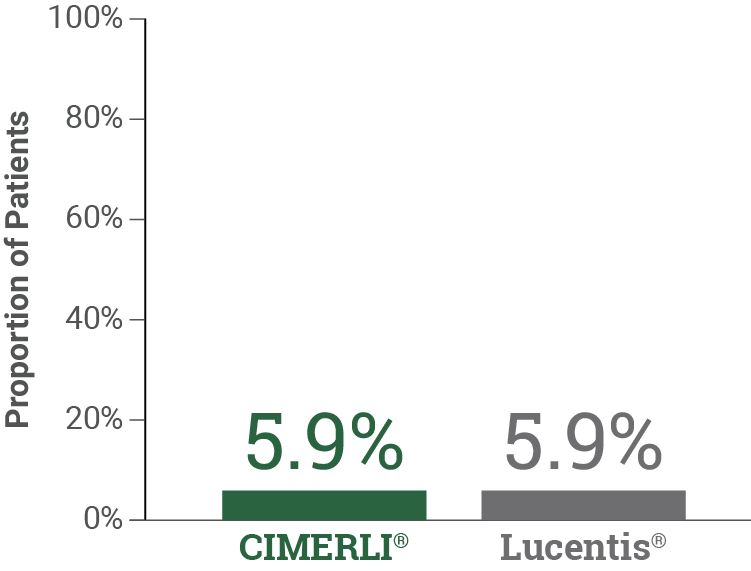 Proportion of Patients
100%
80%
60%
40%
20%
0%
5.9%
5.9%
CIMERLI®
Lucentis®